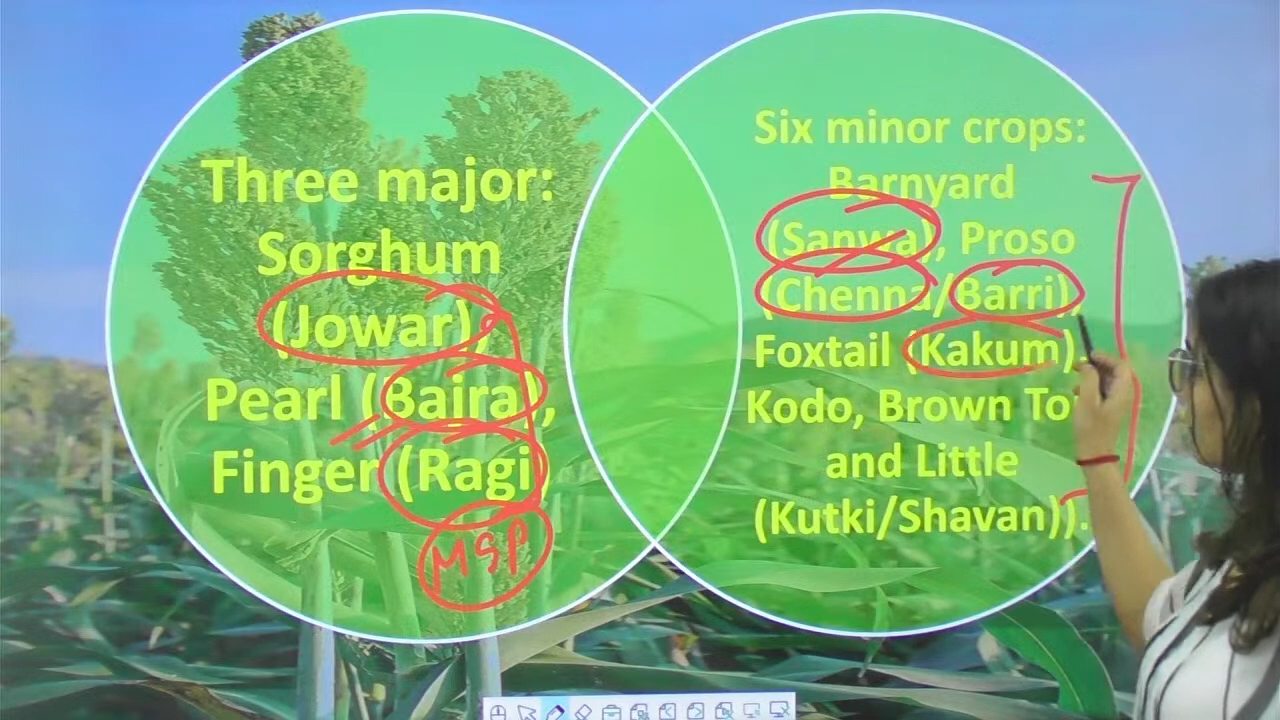 Three major:
Sorghum
(Jowar),
Pearl (Bajra),
Finger (Ragi)
MSP
Six minor crops:
Barnyard
(Sanwa), Proso
(Chenna/Barri),
Foxtail (Kakum),
Kodo, Brown To
and Little
(Kutki/Shavan)).